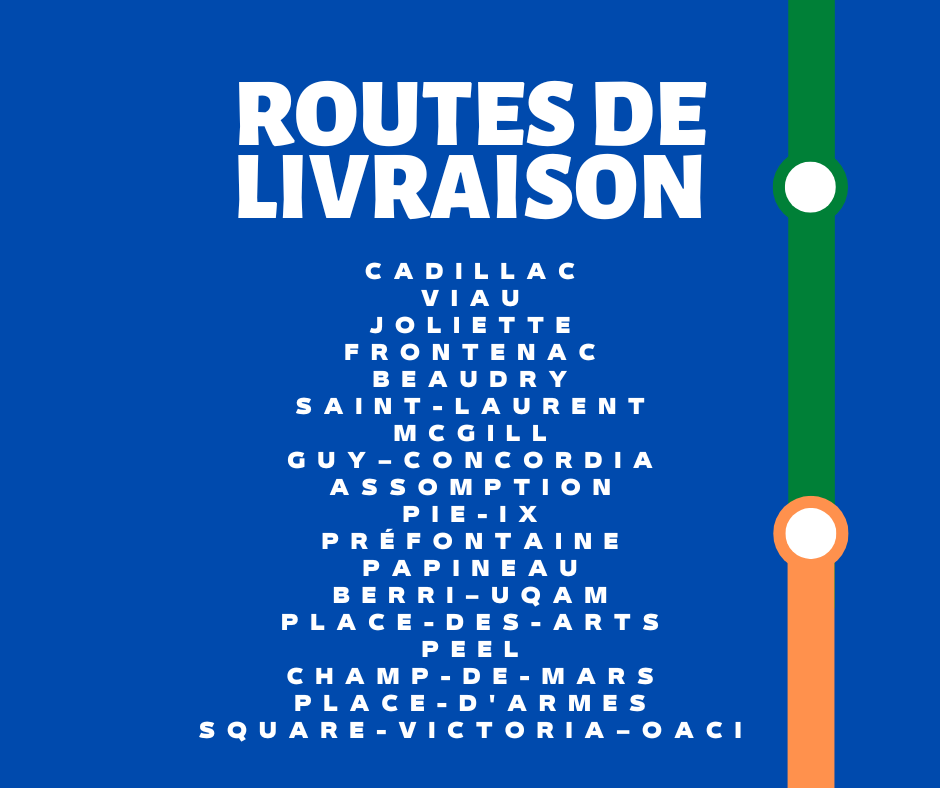 ROUTES DE
LIVRAISON
CADILLAC
VIAU
JOLIETTE
FRONTENAC
BEAUDRY
SAINT-LAURENT
MCGILL
GUY–CONCORDIA
ASSOMPTION
PIE-IX
PRÉFONTAINE
PAPINEAU
BERRI–UQAM
PLACE-DES-ARTS
PEEL
CHAMP-DE-MARS
PLACE-D'ARMES
SQUARE-VICTORIA–OACI